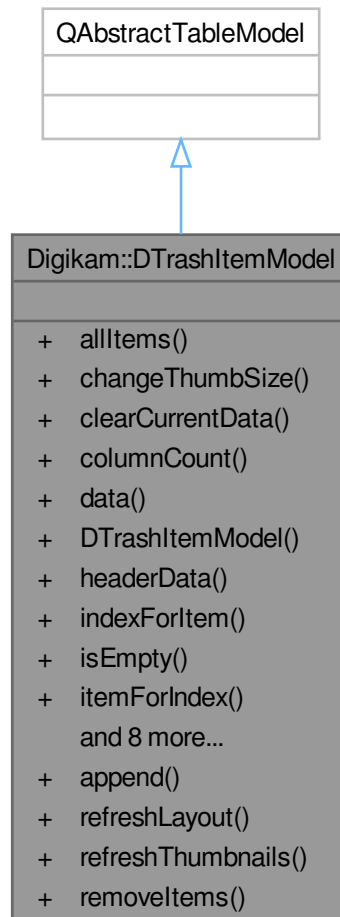 QAbstractTableModel
Digikam::DTrashItemModel
+ allItems()
+ changeThumbSize()
+ clearCurrentData()
+ columnCount()
+ data()
+ DTrashItemModel()
+ headerData()
+ indexForItem()
+ isEmpty()
+ itemForIndex()
and 8 more...
+ append()
+ refreshLayout()
+ refreshThumbnails()
+ removeItems()